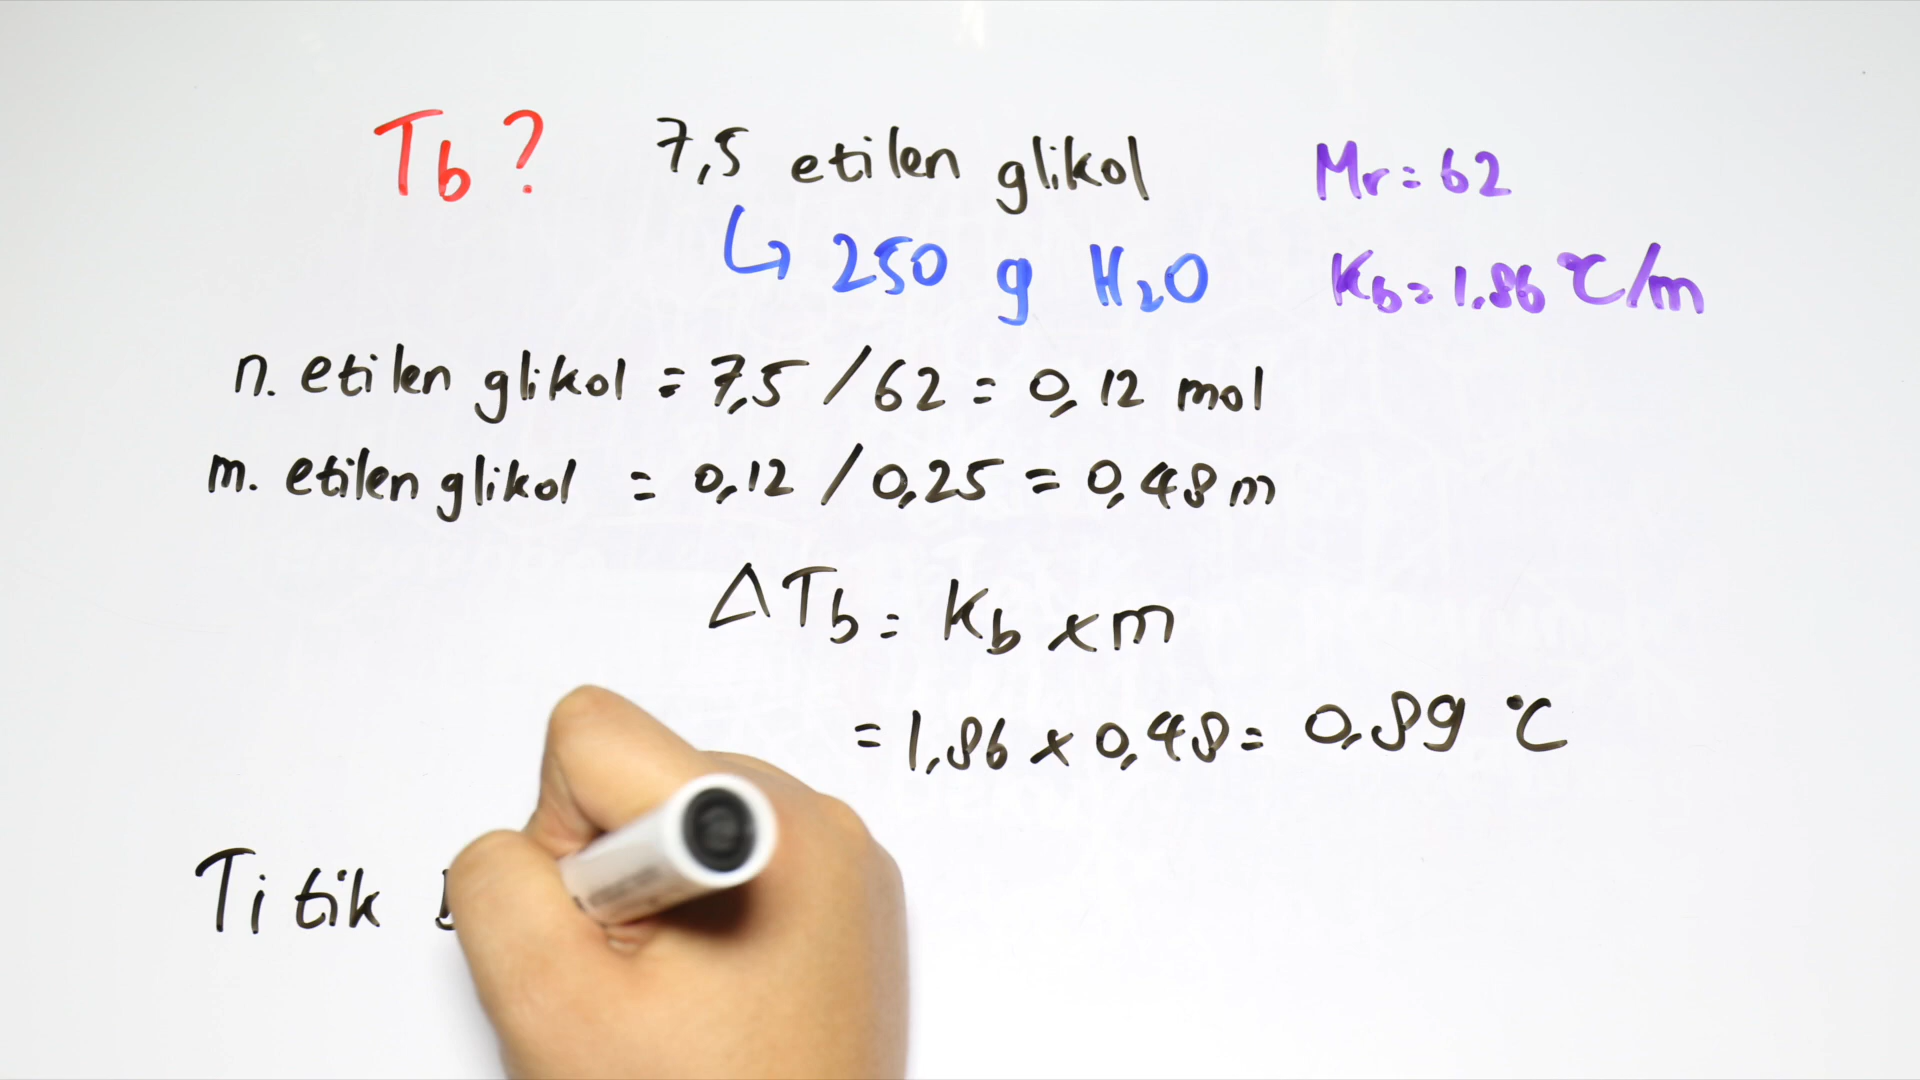 Tb? 7,5 etilen glikol Mr = 62
↳ 250 g H₂O Kb = 1.86 °C/m
n. etilen glikol = 7,5 / 62 = 0,12 mol
m. etilen glikol = 0,12 / 0,25 = 0,48 m
ΔTb = Kb x m
= 1,86 x 0,48 = 0,89 °C
Titik